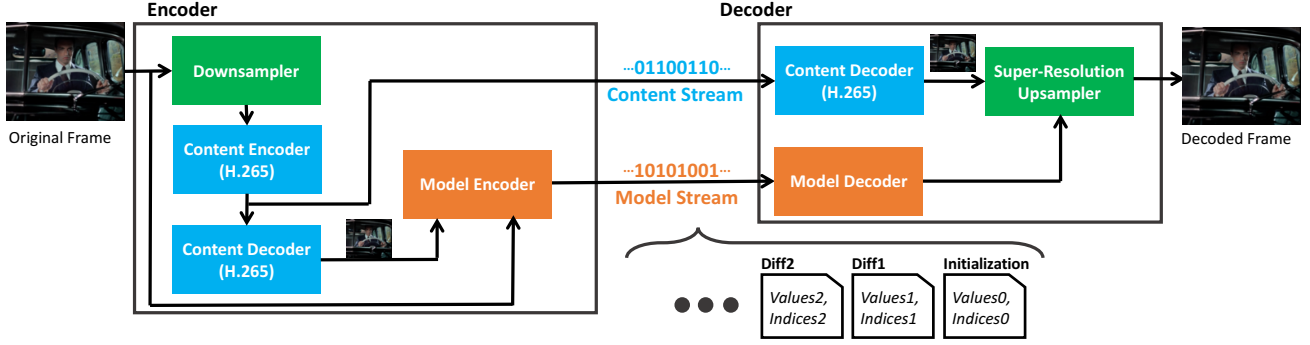 Encoder
Decoder
Original Frame
Downsampler
Content Encoder
(H.265)
Content Decoder
(H.265)
Model Encoder
···01100110···
Content Stream
···10101001···
Model Stream
Content Decoder
(H.265)
Super-Resolution
Upsampler
Model Decoder
Decoded Frame
Diff2
Values2,
Indices2
Diff1
Values1,
Indices1
Initialization
Values0,
Indices0